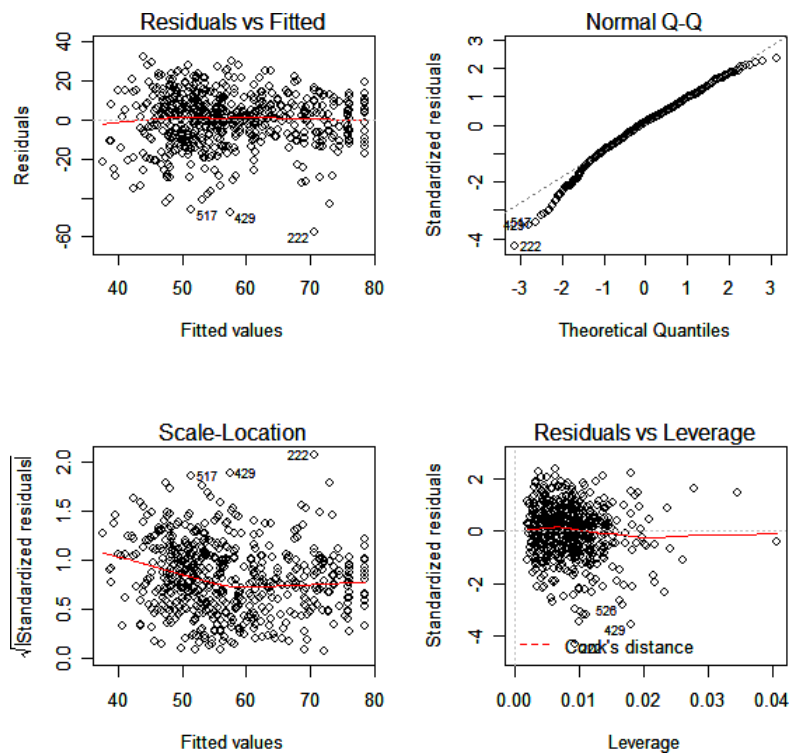 Residuals vs Fitted
Residuals
40
20
0
-20
-60
517
429
222
40 50 60 70 80
Fitted values
Normal Q-Q
Standardized residuals
3
2
1
0
-2
-4
517
429
222
-3 -2 -1 0 1 2 3
Theoretical Quantiles
Scale-Location
√|Standardized residuals|
2.0
1.5
1.0
0.5
0.0
517
429
222
40 50 60 70 80
Fitted values
Residuals vs Leverage
Standardized residuals
2
0
-2
-4
526
429
Cook's distance
0.00 0.01 0.02 0.03 0.04
Leverage